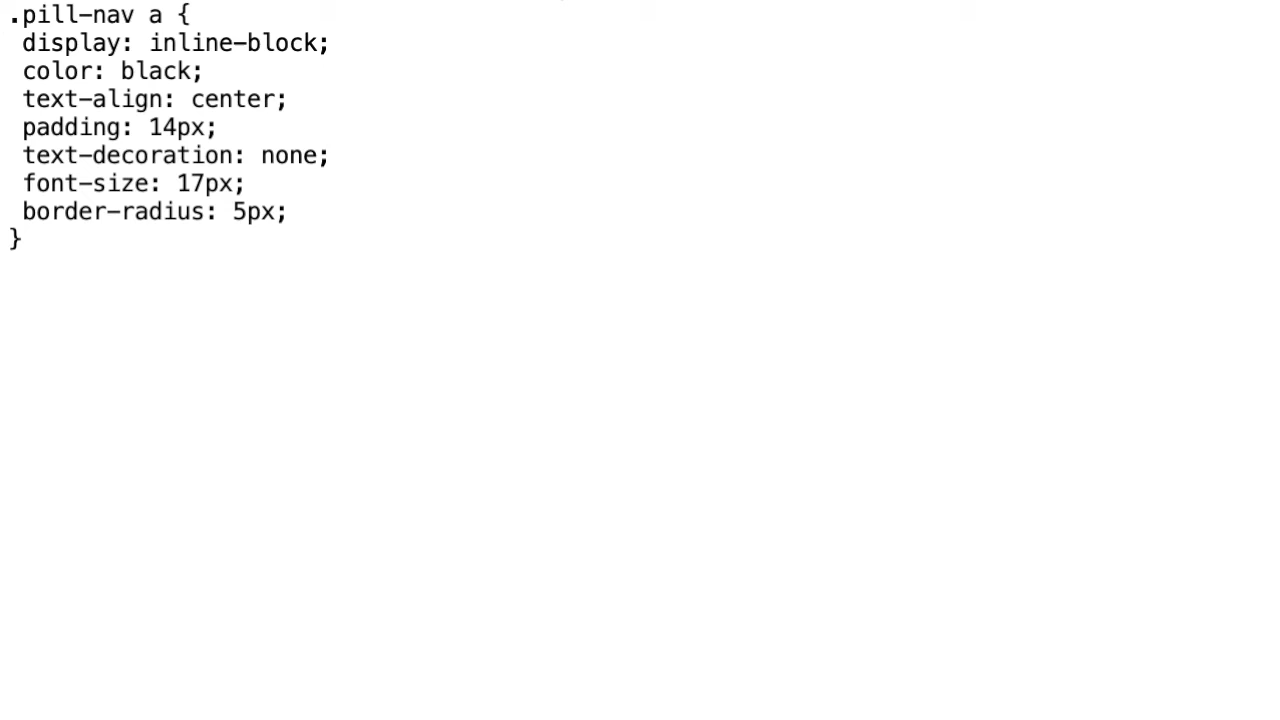 .pill-nav a {
 display: inline-block;
 color: black;
 text-align: center;
 padding: 14px;
 text-decoration: none;
 font-size: 17px;
 border-radius: 5px;
}